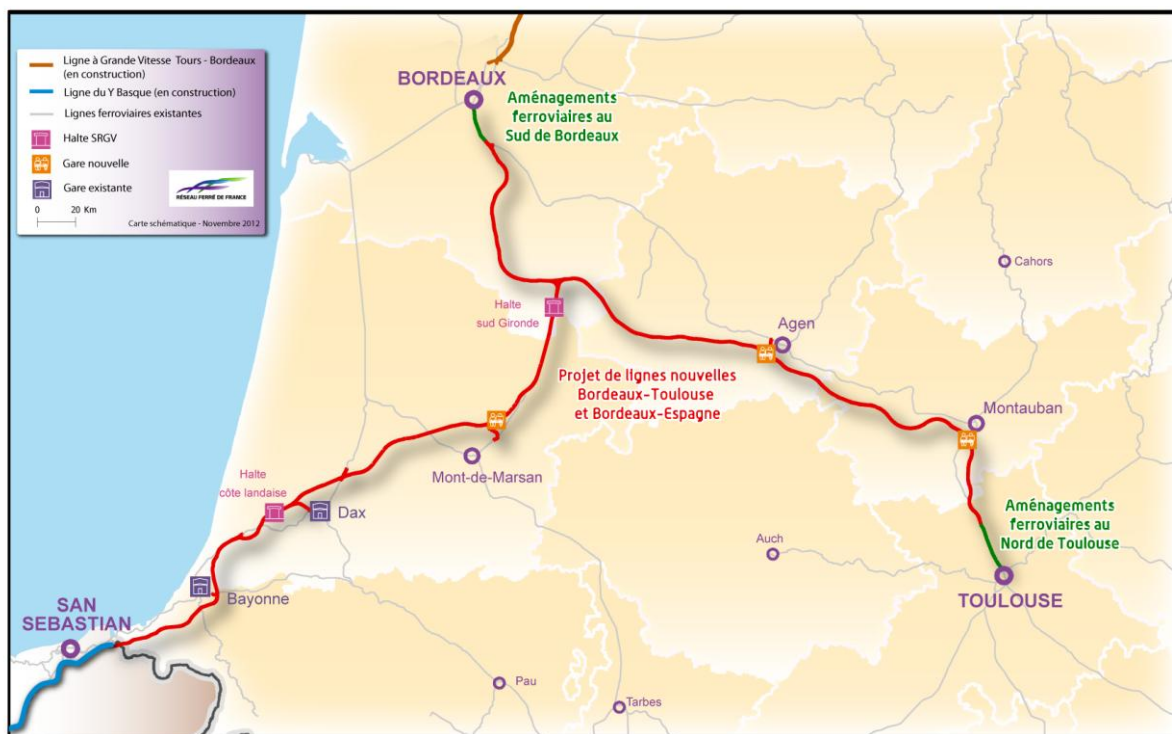 Ligne à Grande Vitesse Tours - Bordeaux
(en construction)
Ligne du Y Basque (en construction)
Lignes ferroviaires existantes
Halte SRGV
Gare nouvelle
Gare existante
RÉSEAU FERRÉ DE FRANCE
0 20 Km
Carte schématique - Novembre 2012
BORDEAUX
Aménagements
ferroviaires au
Sud de Bordeaux
Cahors
Halte
sud Gironde
Agen
Projet de lignes nouvelles
Bordeaux-Toulouse
et Bordeaux-Espagne
Montauban
Mont-de-Marsan
Halte
côte landaise
Dax
Aménagements
ferroviaires au
Nord de Toulouse
Auch
TOULOUSE
Bayonne
SAN
SEBASTIAN
Pau
Tarbes